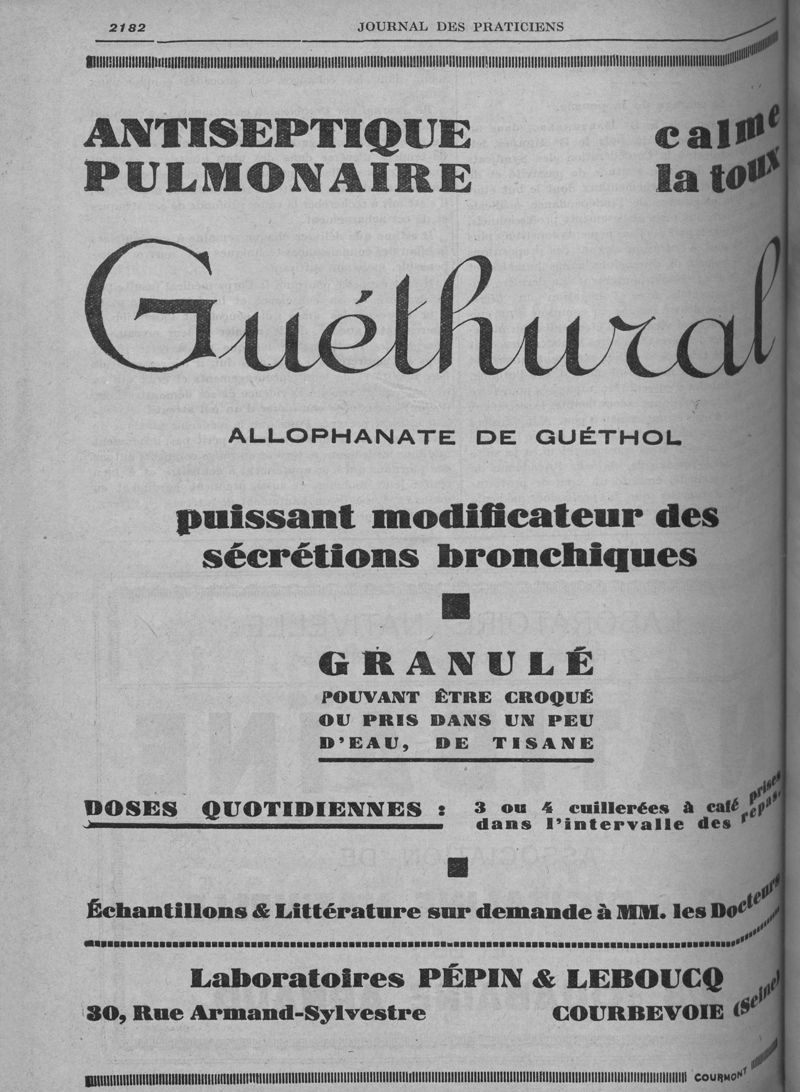 2182 JOURNAL DES PRATICIENS
ANTISEPTIQUE
PULMONAIRE
calme
la toux
Guéthural
ALLOPHANATE DE GUÉTHOL
puissant modificateur des
sécrétions bronchiques
GRANULÉ
POUVANT ÊTRE CROQUÉ
OU PRIS DANS UN PEU
D'EAU, DE TISANE
DOSES QUOTIDIENNES : 3 ou 4 cuillerées à café prises
dans l'intervalle des repas.
Échantillons & Littérature sur demande à MM. les Docteurs
Laboratoires PÉPIN & LEBOUCQ
30, Rue Armand-Sylvestre COURBEVOIE (Seine)
COURMONT